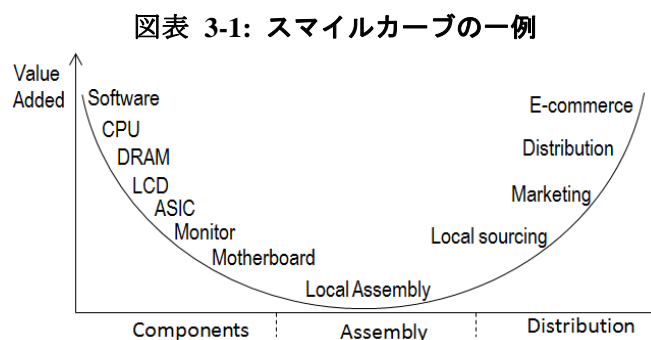 図表 3-1: スマイルカーブの一例
Value
Added
Software
CPU
DRAM
LCD
ASIC
Monitor
Motherboard
Local Assembly
Local sourcing
Marketing
Distribution
E-commerce
Components
Assembly
Distribution